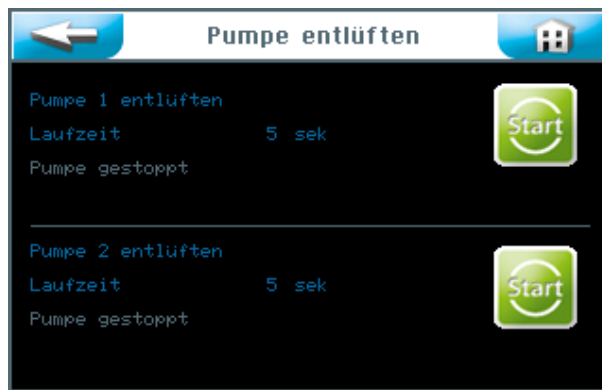 Pumpe entlüften
Pumpe 1 entlüften
Start
Laufzeit 5 sek
Pumpe gestoppt
Pumpe 2 entlüften
Start
Laufzeit 5 sek
Pumpe gestoppt